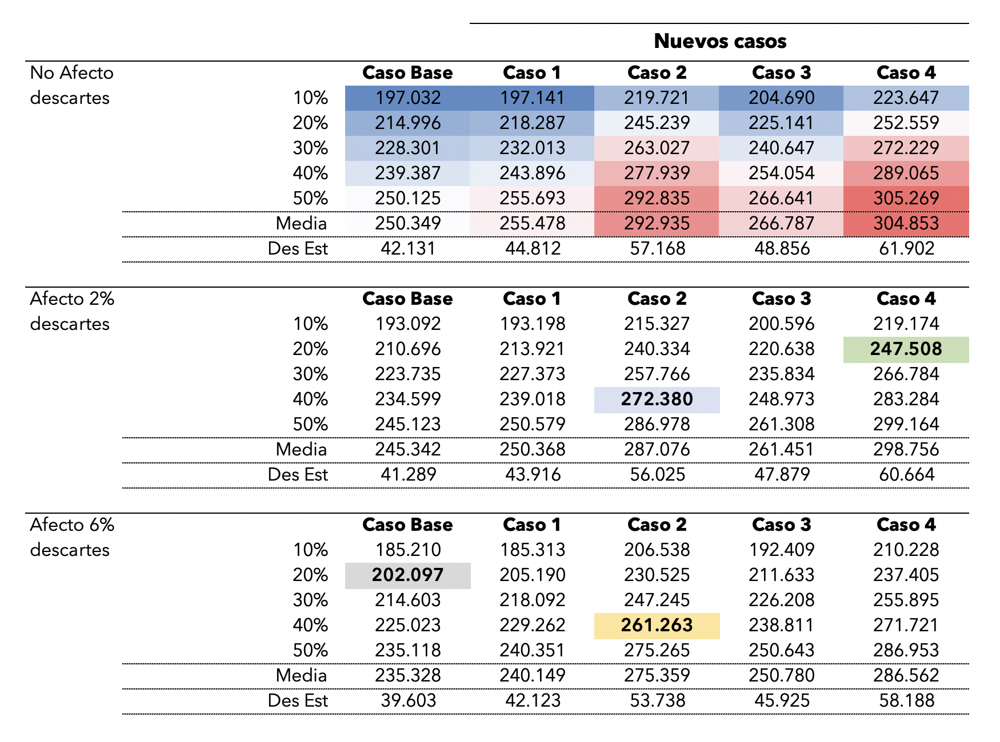 Nuevos casos
No Afecto Caso Base Caso 1 Caso 2 Caso 3 Caso 4
descartes 10% 197.032 197.141 219.721 204.690 223.647
20% 214.996 218.287 245.239 225.141 252.559
30% 228.301 232.013 263.027 240.647 272.229
40% 239.387 243.896 277.939 254.054 289.065
50% 250.125 255.693 292.835 266.641 305.269
Media 250.349 255.478 292.935 266.787 304.853
Des Est 42.131 44.812 57.168 48.856 61.902
Afecto 2% Caso Base Caso 1 Caso 2 Caso 3 Caso 4
descartes 10% 193.092 193.198 215.327 200.596 219.174
20% 210.696 213.921 240.334 220.638 247.508
30% 223.735 227.373 257.766 235.834 266.784
40% 234.599 239.018 272.380 248.973 283.284
50% 245.123 250.579 286.978 261.308 299.164
Media 245.342 250.368 287.076 261.451 298.756
Des Est 41.289 43.916 56.025 47.879 60.664
Afecto 6% Caso Base Caso 1 Caso 2 Caso 3 Caso 4
descartes 10% 185.210 185.313 206.538 192.409 210.228
20% 202.097 205.190 230.525 211.633 237.405
30% 214.603 218.092 247.245 226.208 255.895
40% 225.023 229.262 261.263 238.811 271.721
50% 235.118 240.351 275.265 250.643 286.953
Media 235.328 240.149 275.359 250.780 286.562
Des Est 39.603 42.123 53.738 45.925 58.188